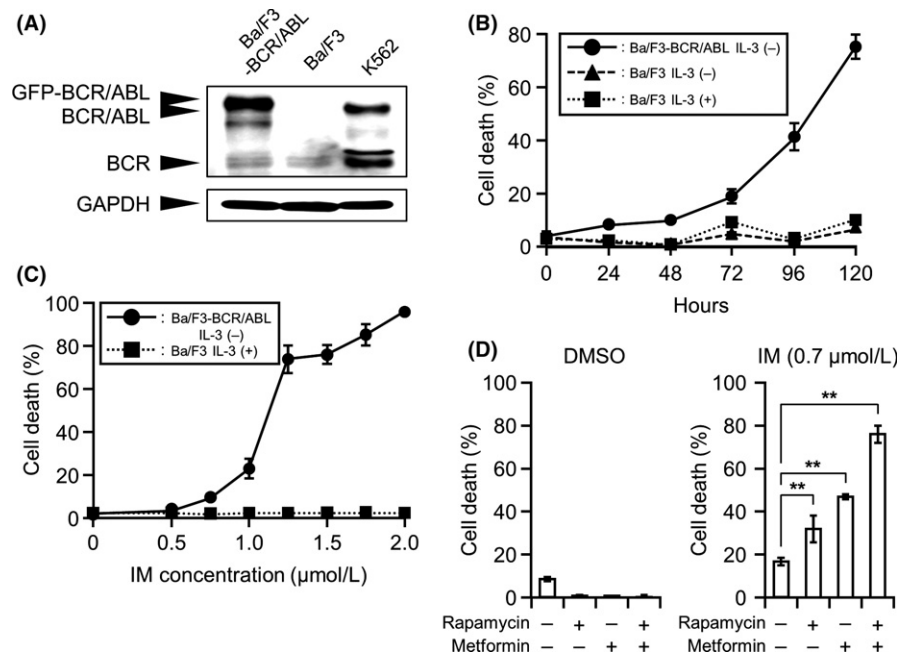 (A)
Ba/F3
-BCR/ABL
Ba/F3
K562
GFP-BCR/ABL
BCR/ABL
BCR
GAPDH
(B)
80
60
40
20
0
Cell death (%)
: Ba/F3-BCR/ABL IL-3 (–)
: Ba/F3 IL-3 (–)
: Ba/F3 IL-3 (+)
0 24 48 72 96 120
Hours
(C)
100
80
60
40
20
0
Cell death (%)
: Ba/F3-BCR/ABL
IL-3 (–)
: Ba/F3 IL-3 (+)
0 0.5 1.0 1.5 2.0
IM concentration (µmol/L)
(D)
DMSO
100
80
60
40
20
0
Cell death (%)
Rapamycin – + – +
Metformin – – + +
IM (0.7 µmol/L)
100
80
60
40
20
0
Cell death (%)
**
**
**
– + – +
– – + +